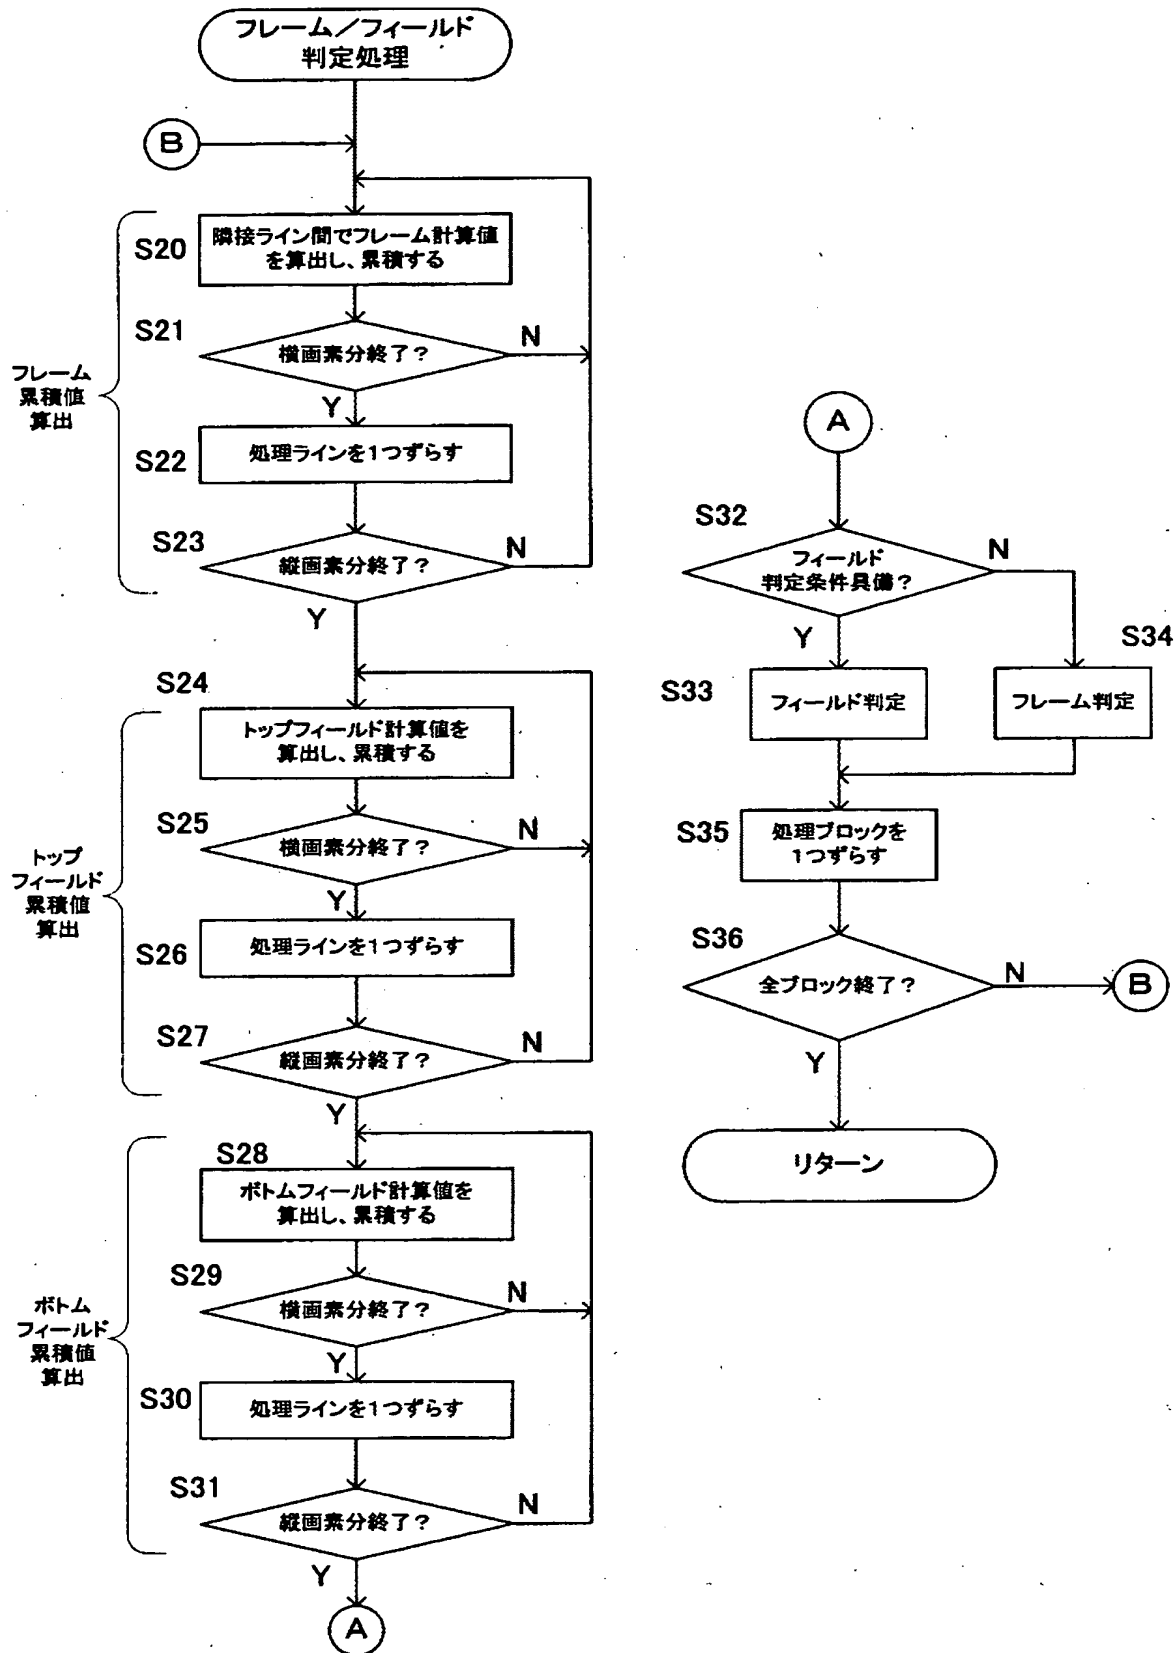 フレーム／フィールド
判定処理
B
S20
隣接ライン間でフレーム計算値
を算出し、累積する
S21
横画素分終了？
N
Y
フレーム
累積値
算出
S22
処理ラインを1つずらす
S23
縦画素分終了？
N
Y
S24
トップフィールド計算値を
算出し、累積する
S25
横画素分終了？
N
Y
トップ
フィールド
累積値
算出
S26
処理ラインを1つずらす
S27
縦画素分終了？
N
Y
S28
ボトムフィールド計算値を
算出し、累積する
S29
横画素分終了？
N
Y
ボトム
フィールド
累積値
算出
S30
処理ラインを1つずらす
S31
縦画素分終了？
N
Y
A
A
S32
フィールド
判定条件具備？
N
Y
S33
フィールド判定
S34
フレーム判定
S35
処理ブロックを
1つずらす
S36
全ブロック終了？
N
B
Y
リターン